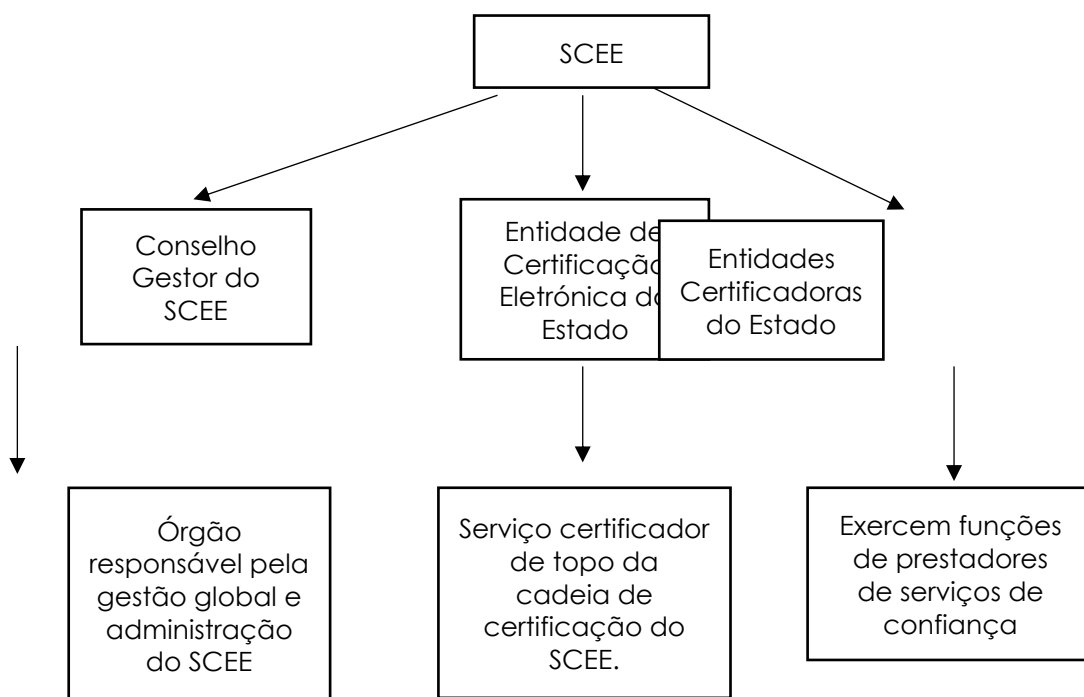 SCEE
Conselho
Gestor do
SCEE
Entidade de
Certificação
Eletrónica do
Estado
Entidades
Certificadoras
do Estado
Órgão
responsável pela
gestão global e
administração
do SCEE
Serviço certificador
de topo da
cadeia de
certificação do
SCEE.
Exercem funções
de prestadores
de serviços de
confiança